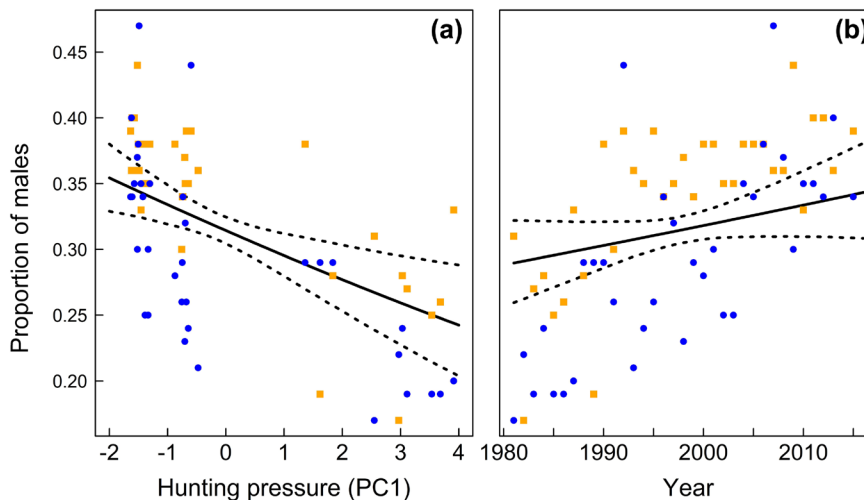 (a)
(b)
Proportion of males
0.45
0.40
0.35
0.30
0.25
0.20
-2 -1 0 1 2 3 4
1980 1990 2000 2010
Hunting pressure (PC1)
Year